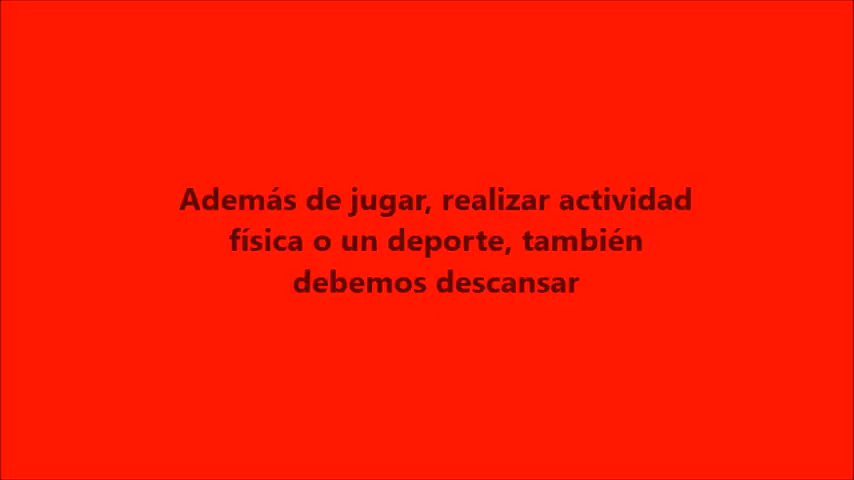 Además de jugar, realizar actividad
física o un deporte, también
debemos descansar